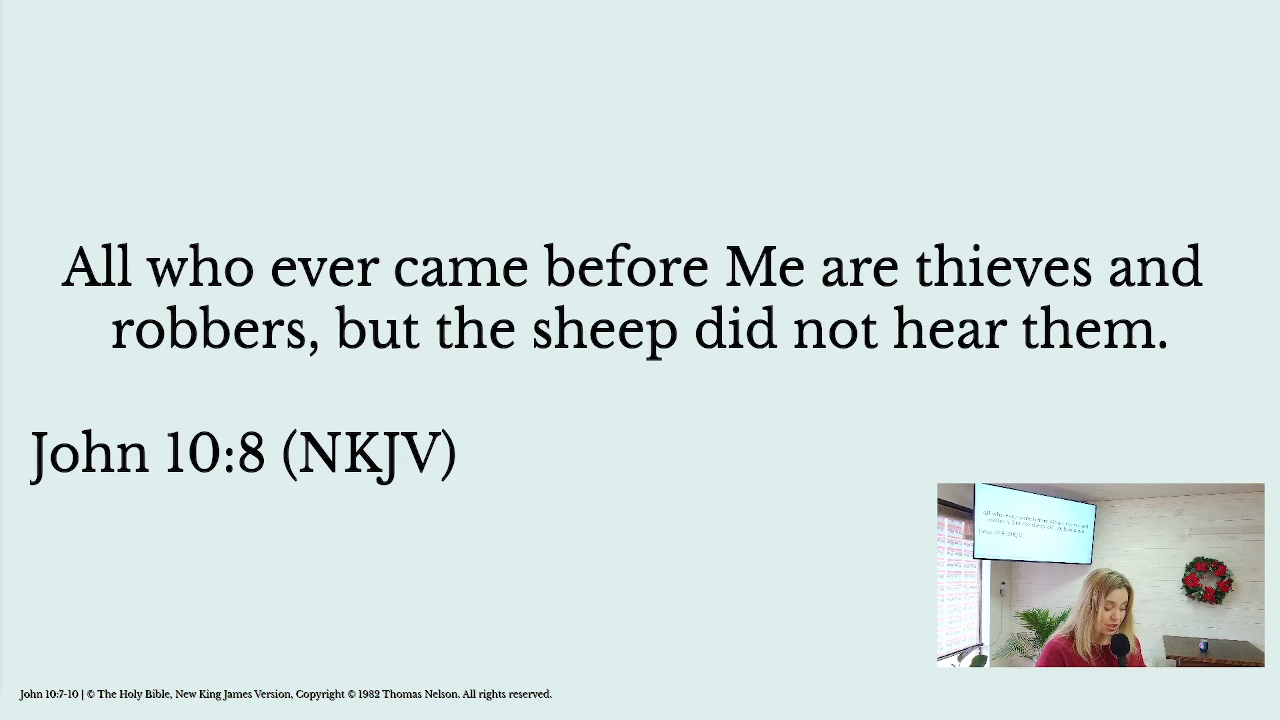 All who ever came before Me are thieves and
robbers, but the sheep did not hear them.
John 10:8 (NKJV)
John 10:7-10 | © The Holy Bible, New King James Version, Copyright © 1982 Thomas Nelson. All rights reserved.